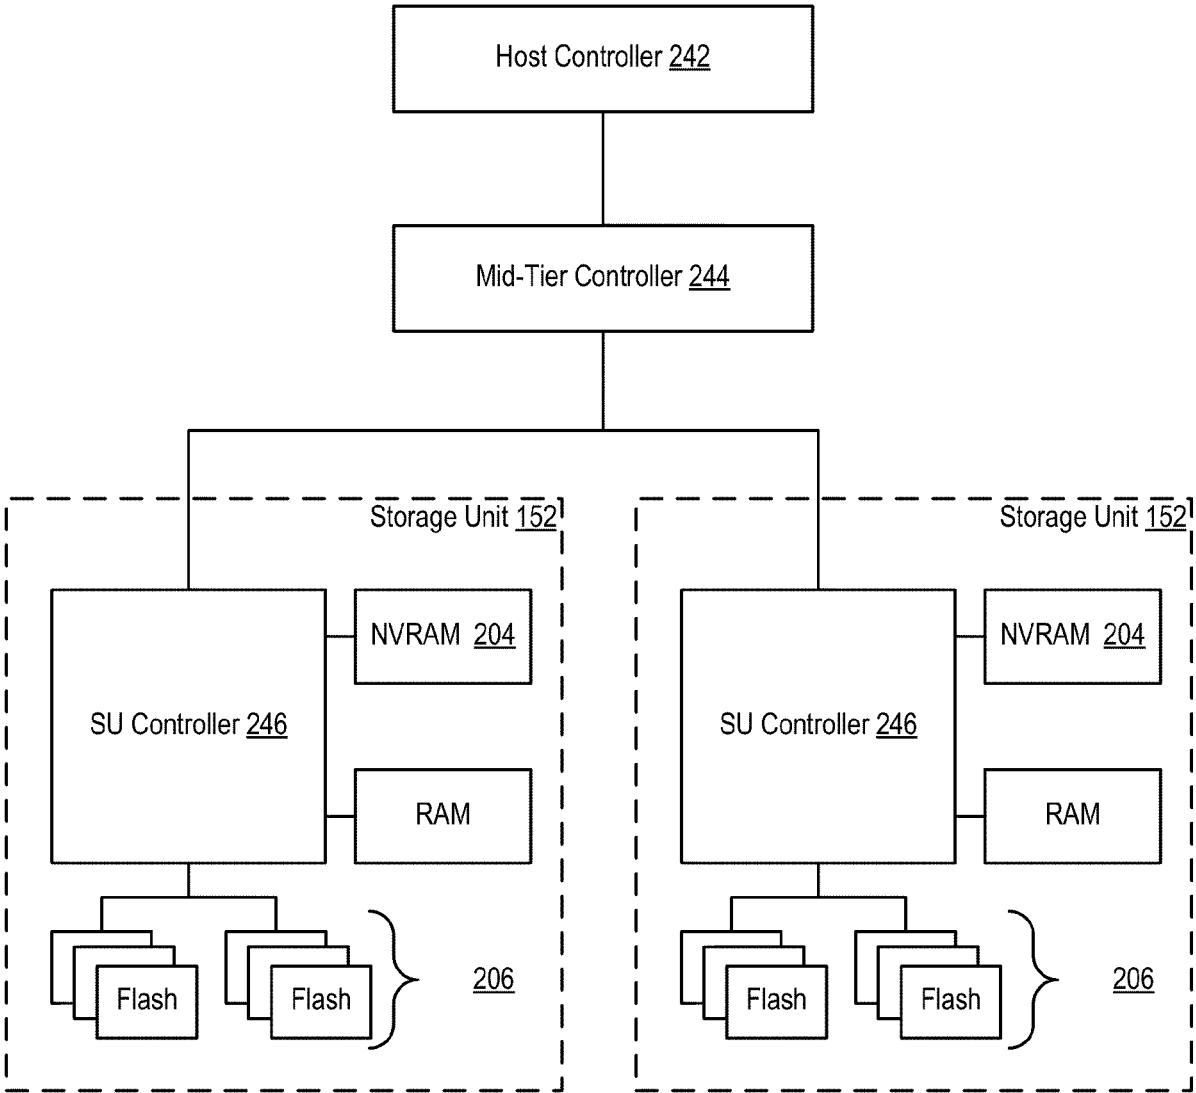 Host Controller 242
Mid-Tier Controller 244
Storage Unit 152
Storage Unit 152
NVRAM 204
NVRAM 204
SU Controller 246
SU Controller 246
RAM
RAM
Flash
Flash
206
Flash
Flash
206